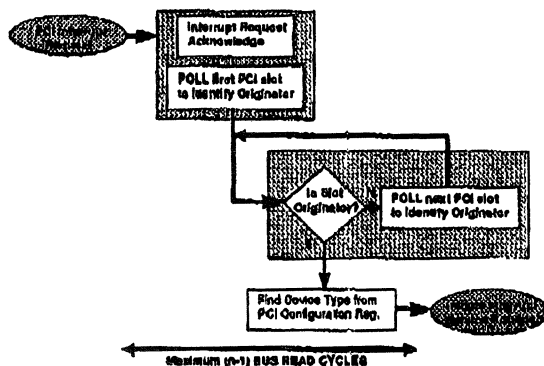 Interrupt Request
Acknowledge
POLL first PCI slot
to Identify Originator
Is Slot
Originator?
POLL next PCI slot
to Identify Originator
Find Device Type from
PCI Configuration Reg.
Maximum (n-1) BUS READ CYCLES